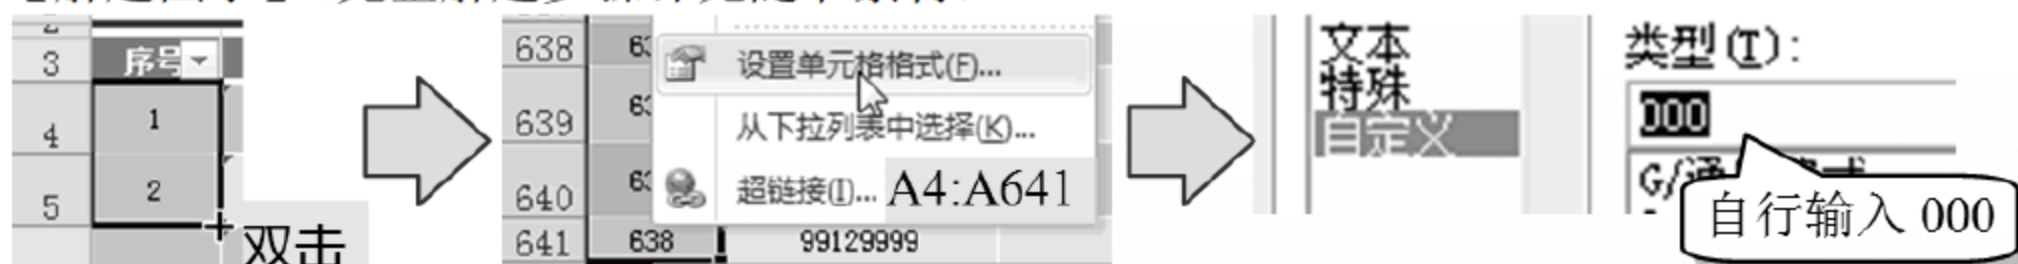 3 序号
4 1
5 2
双击
638
设置单元格格式(F)...
639
从下拉列表中选择(K)...
640
超链接(I)... A4:A641
641 638 99129999
文本
特殊
自定义
类型(T):
000
G/通
自行输入 000